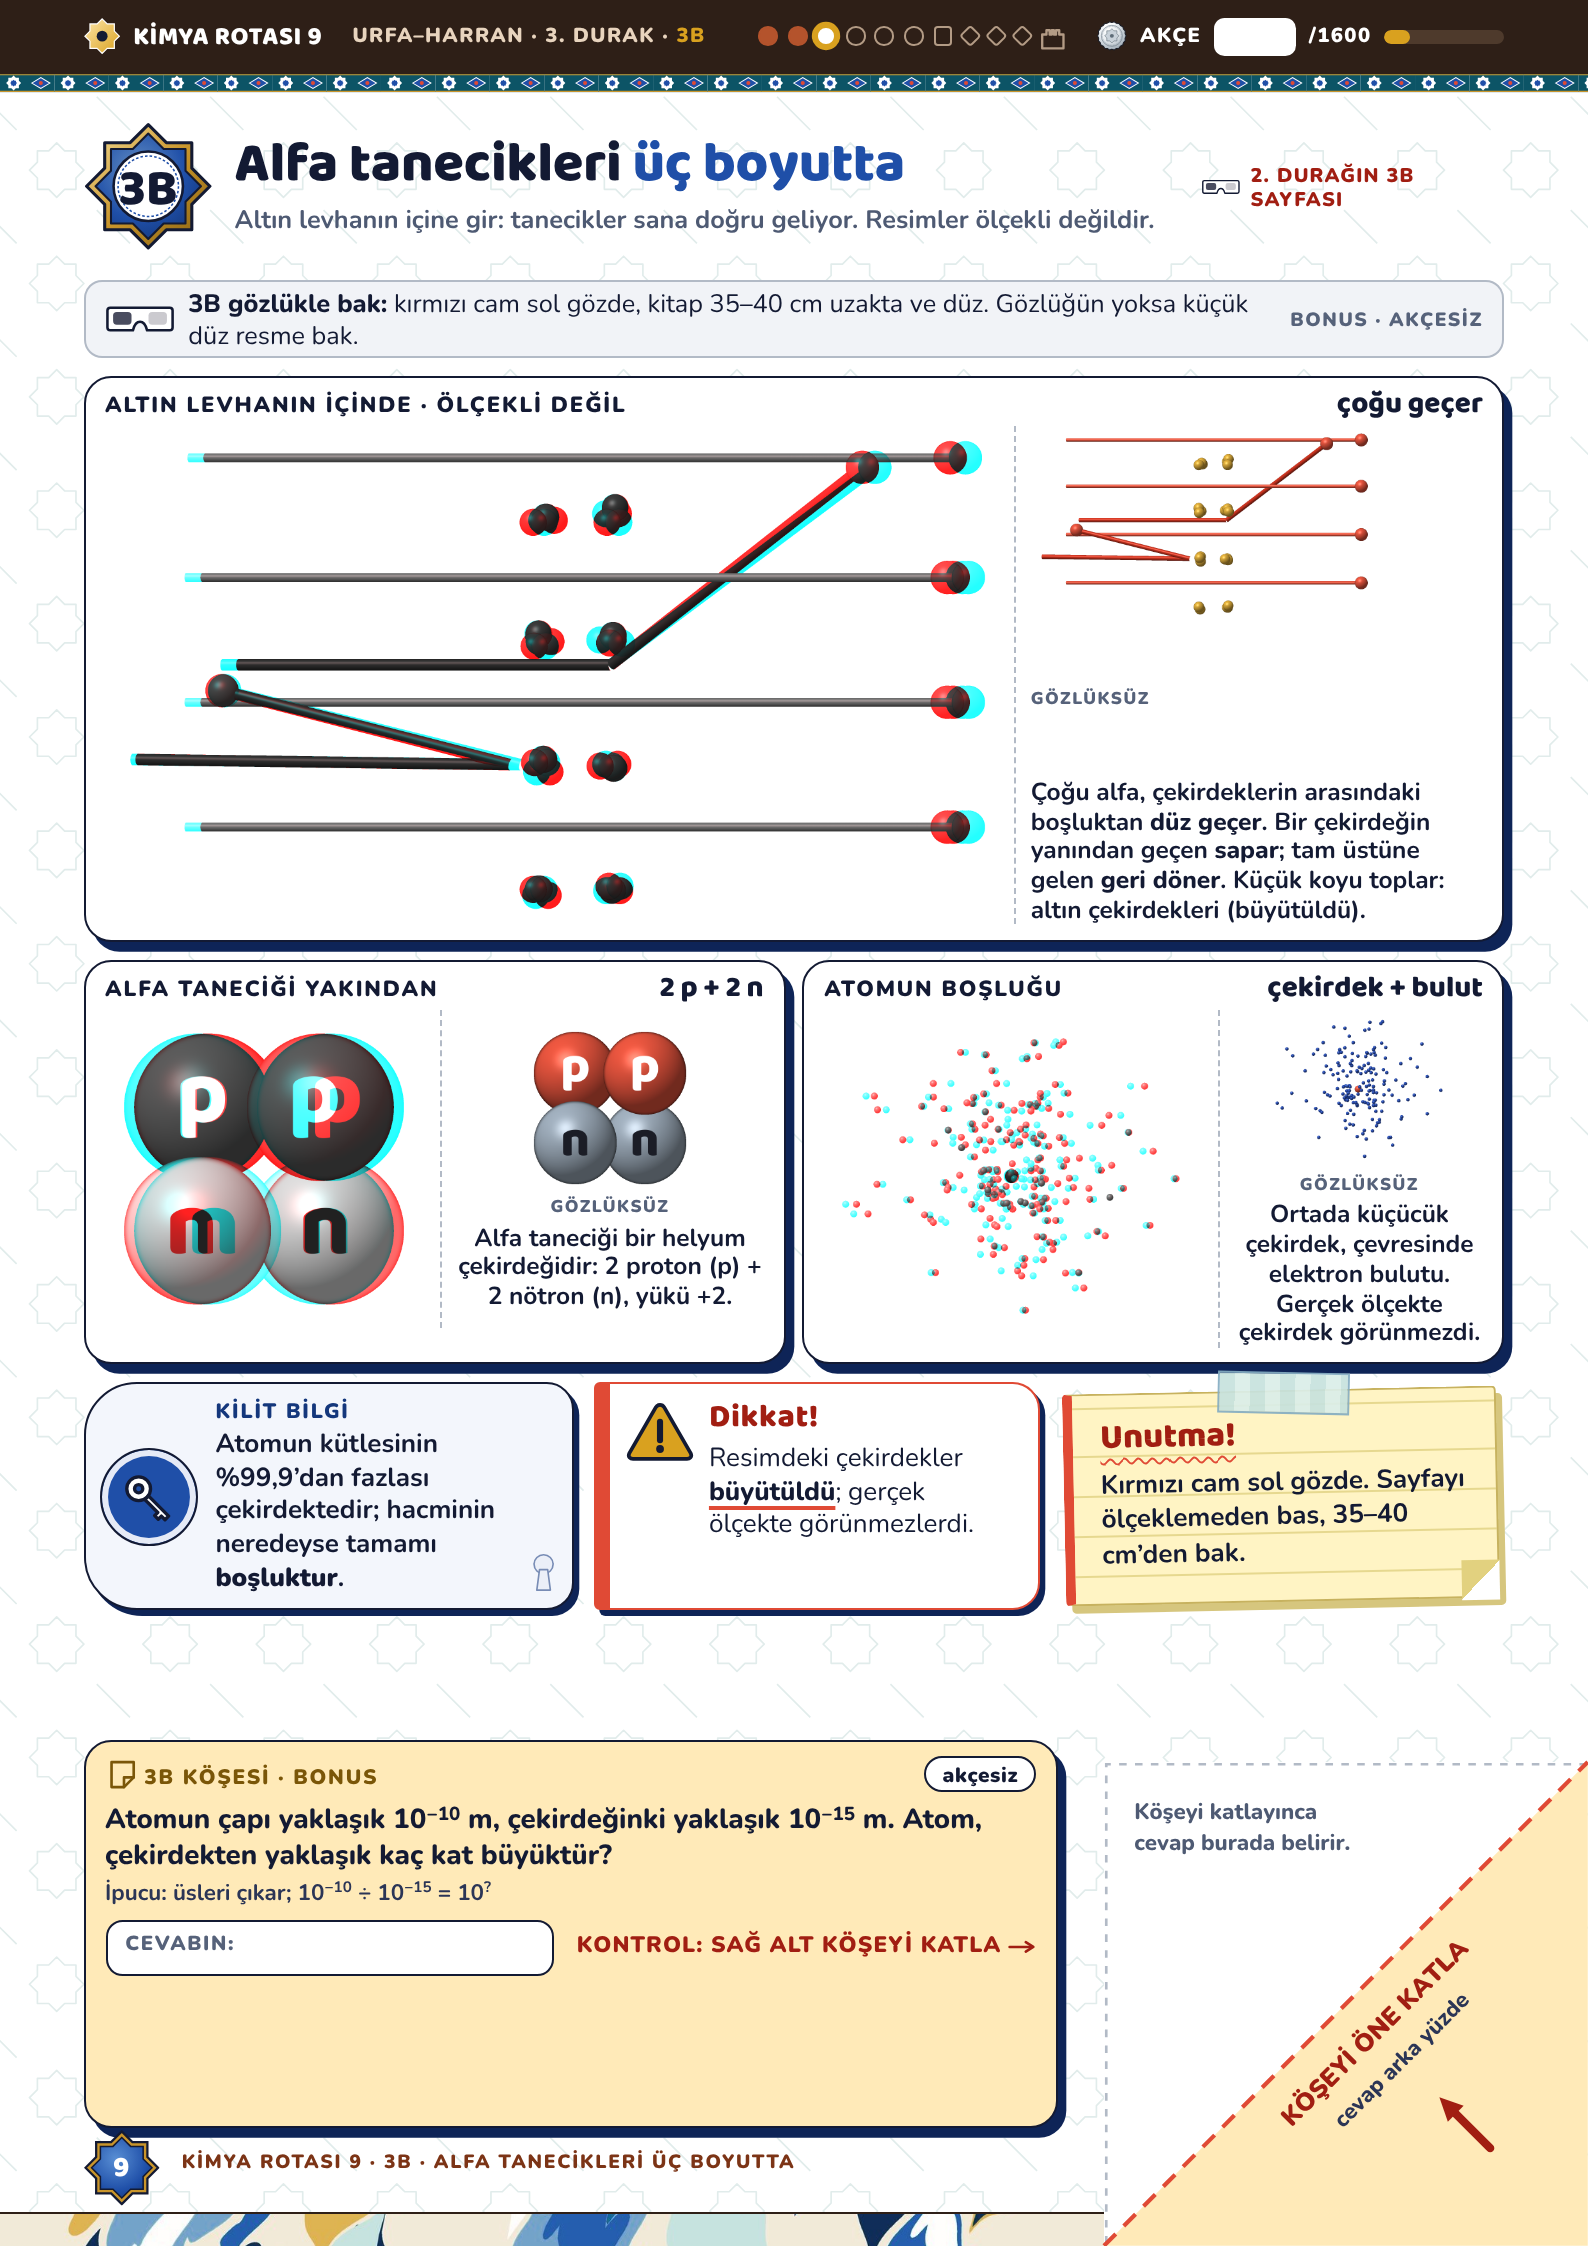 KİMYA ROTASI 9 URFA–HARRAN · 3. DURAK · 3B AKÇE /1600
3B
Alfa tanecikleri üç boyutta
Altın levhanın içine gir: tanecikler sana doğru geliyor. Resimler ölçekli değildir.
2. DURAĞIN 3B
SAYFASI
3B gözlükle bak: kırmızı cam sol gözde, kitap 35–40 cm uzakta ve düz. Gözlüğün yoksa küçük
düz resme bak.
BONUS · AKÇESİZ
ALTIN LEVHANIN İÇİNDE · ÖLÇEKLİ DEĞİL
çoğu geçer
GÖZLÜKSÜZ
Çoğu alfa, çekirdeklerin arasındaki
boşluktan düz geçer. Bir çekirdeğin
yanından geçen sapar; tam üstüne
gelen geri döner. Küçük koyu toplar:
altın çekirdekleri (büyütüldü).
ALFA TANECİĞİ YAKINDAN
2 p + 2 n
p p
n n
p p
n n
GÖZLÜKSÜZ
Alfa taneciği bir helyum
çekirdeğidir: 2 proton (p) +
2 nötron (n), yükü +2.
ATOMUN BOŞLUĞU
çekirdek + bulut
GÖZLÜKSÜZ
Ortada küçücük
çekirdek, çevresinde
elektron bulutu.
Gerçek ölçekte
çekirdek görünmezdi.
KİLİT BİLGİ
Atomun kütlesinin
%99,9’dan fazlası
çekirdektedir; hacminin
neredeyse tamamı
boşluktur.
Dikkat!
Resimdeki çekirdekler
büyütüldü; gerçek
ölçekte görünmezlerdi.
Unutma!
Kırmızı cam sol gözde. Sayfayı
ölçeklemeden bas, 35–40
cm’den bak.
3B KÖŞESİ · BONUS
akçesiz
Atomun çapı yaklaşık 10⁻¹⁰ m, çekirdeğinki yaklaşık 10⁻¹⁵ m. Atom,
çekirdekten yaklaşık kaç kat büyüktür?
İpucu: üsleri çıkar; 10⁻¹⁰ ÷ 10⁻¹⁵ = 10?
CEVABIN:
KONTROL: SAĞ ALT KÖŞEYİ KATLA →
Köşeyi katlayınca
cevap burada belirir.
KÖŞEYİ ÖNE KATLA
cevap arka yüzde
9
KİMYA ROTASI 9 · 3B · ALFA TANECİKLERİ ÜÇ BOYUTTA